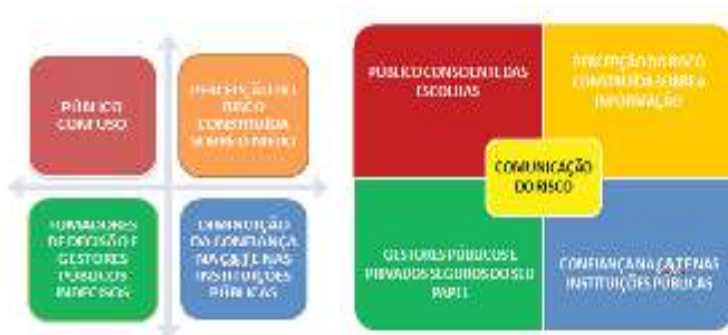 PÚBLICO
CONFUSO
PERCEPÇÃO DO
RISCO
CONSTITUÍDA
SOBRE O MEDO
TOMADORES
DE DECISÃO E
GESTORES
PÚBLICOS
INDECISOS
DIMINUIÇÃO
DA CONFIANÇA
NA C&T E NAS
INSTITUIÇÕES
PÚBLICAS
PÚBLICO CONSCIENTE DAS
ESCOLHAS
PERCEPÇÃO DO RISCO
CONSTRUÍDA SOBRE A
INFORMAÇÃO
COMUNICAÇÃO
DO RISCO
GESTORES PÚBLICOS E
PRIVADOS SEGUROS DO SEU
PAPEL
CONFIANÇA NA C&T E NAS
INSTITUIÇÕES PÚBLICAS